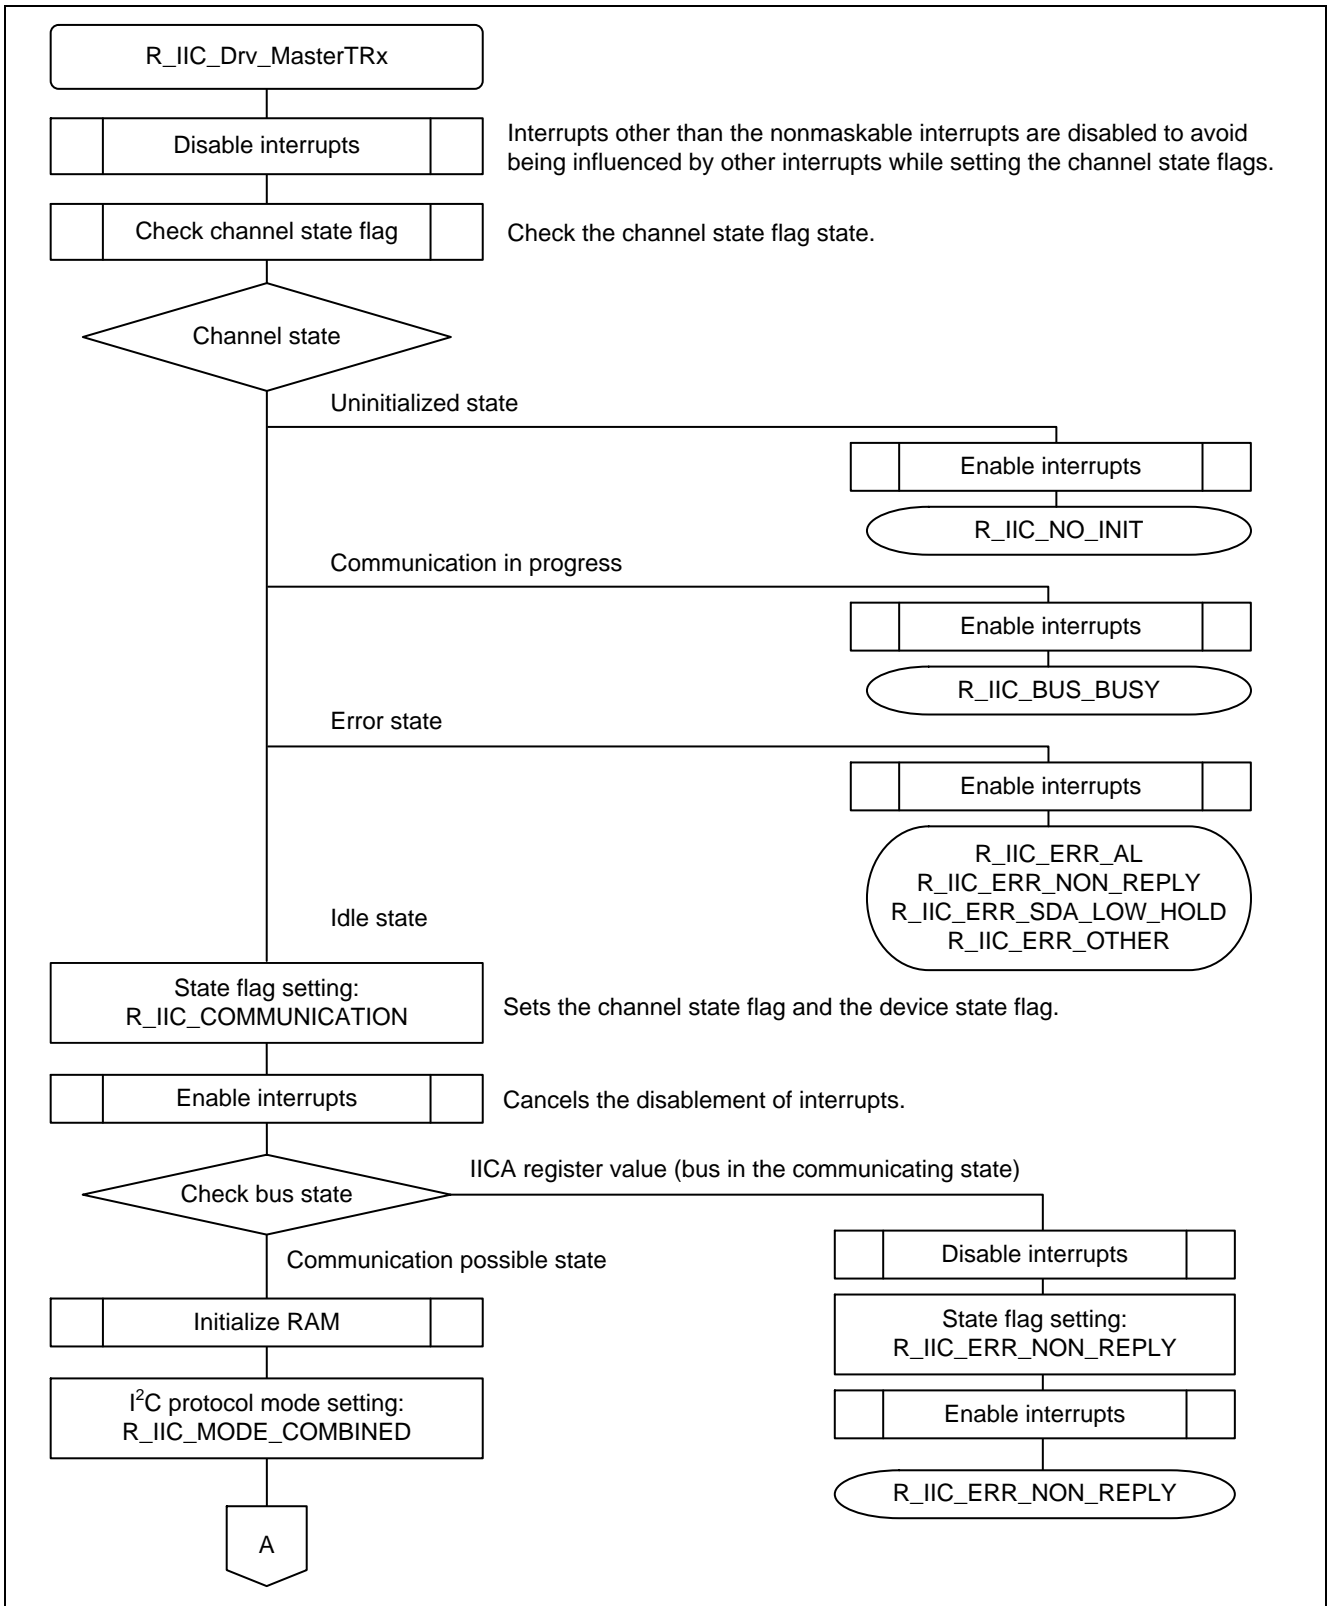 R_IIC_Drv_MasterTRx
Disable interrupts
Interrupts other than the nonmaskable interrupts are disabled to avoid
being influenced by other interrupts while setting the channel state flags.
Check channel state flag
Check the channel state flag state.
Channel state
Uninitialized state
Enable interrupts
R_IIC_NO_INIT
Communication in progress
Enable interrupts
R_IIC_BUS_BUSY
Error state
Enable interrupts
R_IIC_ERR_AL
R_IIC_ERR_NON_REPLY
R_IIC_ERR_SDA_LOW_HOLD
R_IIC_ERR_OTHER
Idle state
State flag setting:
R_IIC_COMMUNICATION
Sets the channel state flag and the device state flag.
Enable interrupts
Cancels the disablement of interrupts.
IICA register value (bus in the communicating state)
Check bus state
Communication possible state
Disable interrupts
Initialize RAM
State flag setting:
R_IIC_ERR_NON_REPLY
I²C protocol mode setting:
R_IIC_MODE_COMBINED
Enable interrupts
R_IIC_ERR_NON_REPLY
A